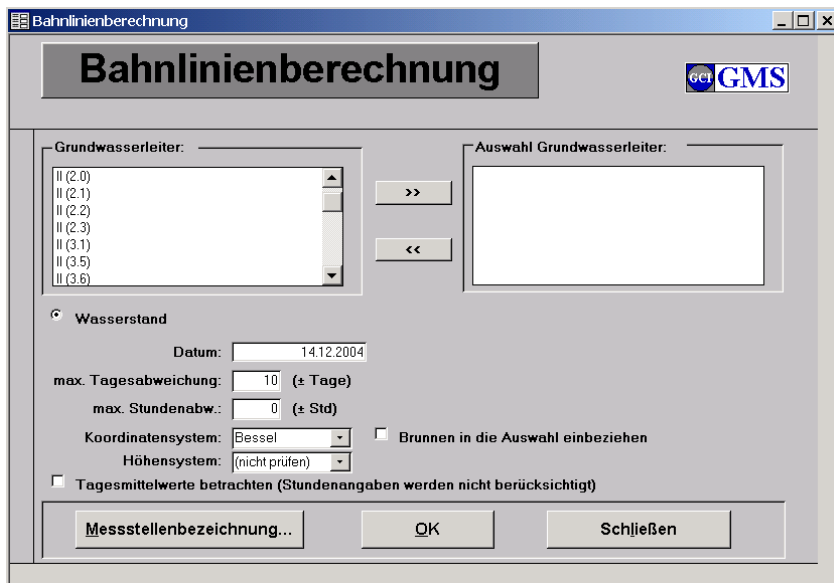 Bahnlinienberechnung
Bahnlinienberechnung
GCI GMS
Grundwasserleiter:
Auswahl Grundwasserleiter:
II (2.0)
II (2.1)
II (2.2)
II (2.3)
II (3.1)
II (3.5)
II (3.6)
>>
<<
Wasserstand
Datum: 14.12.2004
max. Tagesabweichung: 10 (± Tage)
max. Stundenabw.: 0 (± Std)
Koordinatensystem: Bessel Brunnen in die Auswahl einbeziehen
Höhensystem: (nicht prüfen)
Tagesmittelwerte betrachten (Stundenangaben werden nicht berücksichtigt)
Messstellenbezeichnung... OK Schließen